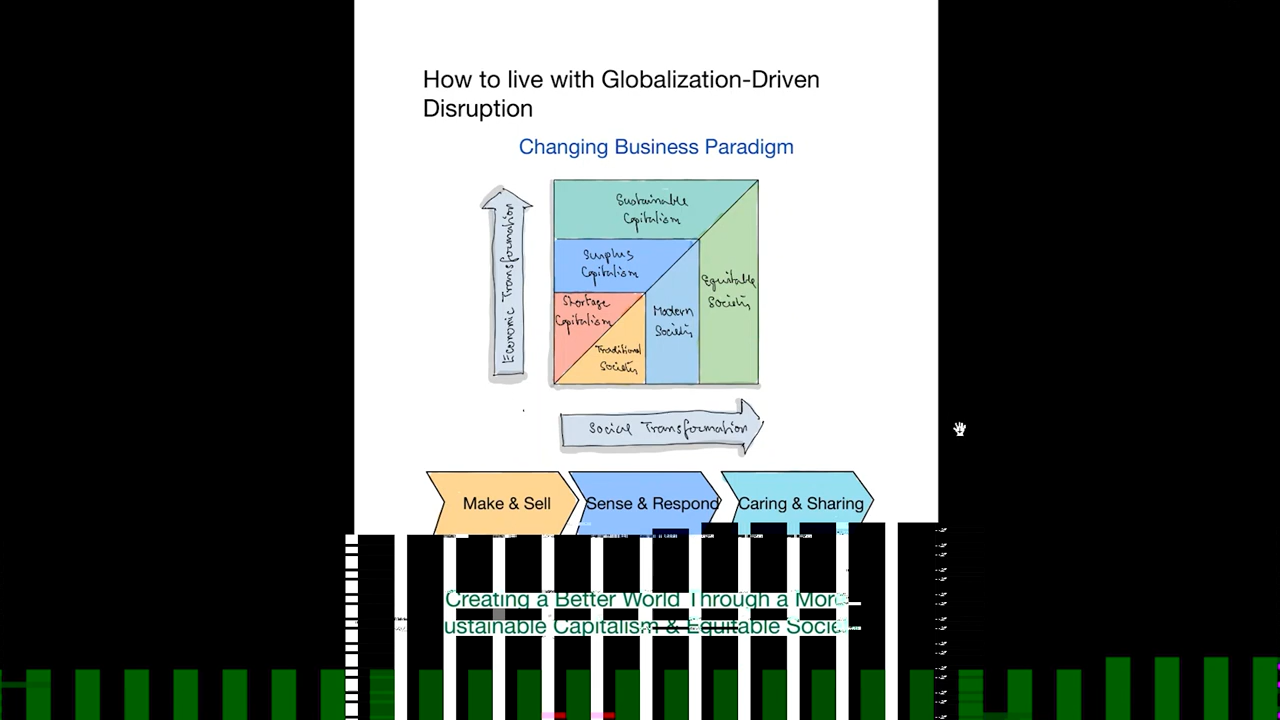 How to live with Globalization-Driven
Disruption
Changing Business Paradigm
Economic Transformation
Sustainable
Capitalism
Surplus
Capitalism
Shortage
Capitalism
Traditional
Society
Modern
Society
Equitable
Society
Social Transformation
Make & Sell
Sense & Respond
Caring & Sharing
Creating a Better World Through a More
ustainable Capitalism & Equitable Socie